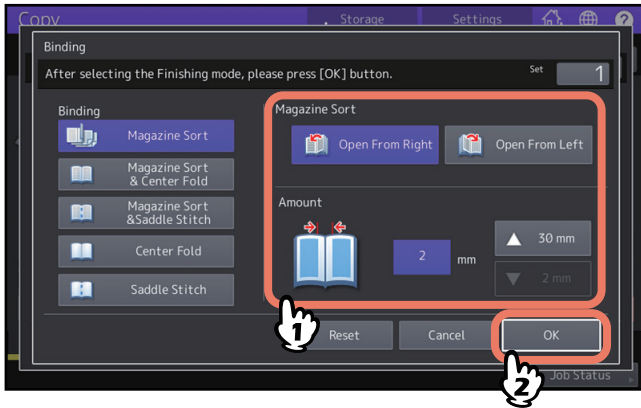 Copy
Storage
Settings
?
Binding
After selecting the Finishing mode, please press [OK] button.
Set
1
Binding
Magazine Sort
Magazine Sort
& Center Fold
Magazine Sort
&Saddle Stitch
Center Fold
Saddle Stitch
Magazine Sort
Open From Right
Open From Left
Amount
2
mm
30 mm
2 mm
1
Reset
Cancel
OK
2
Job Status